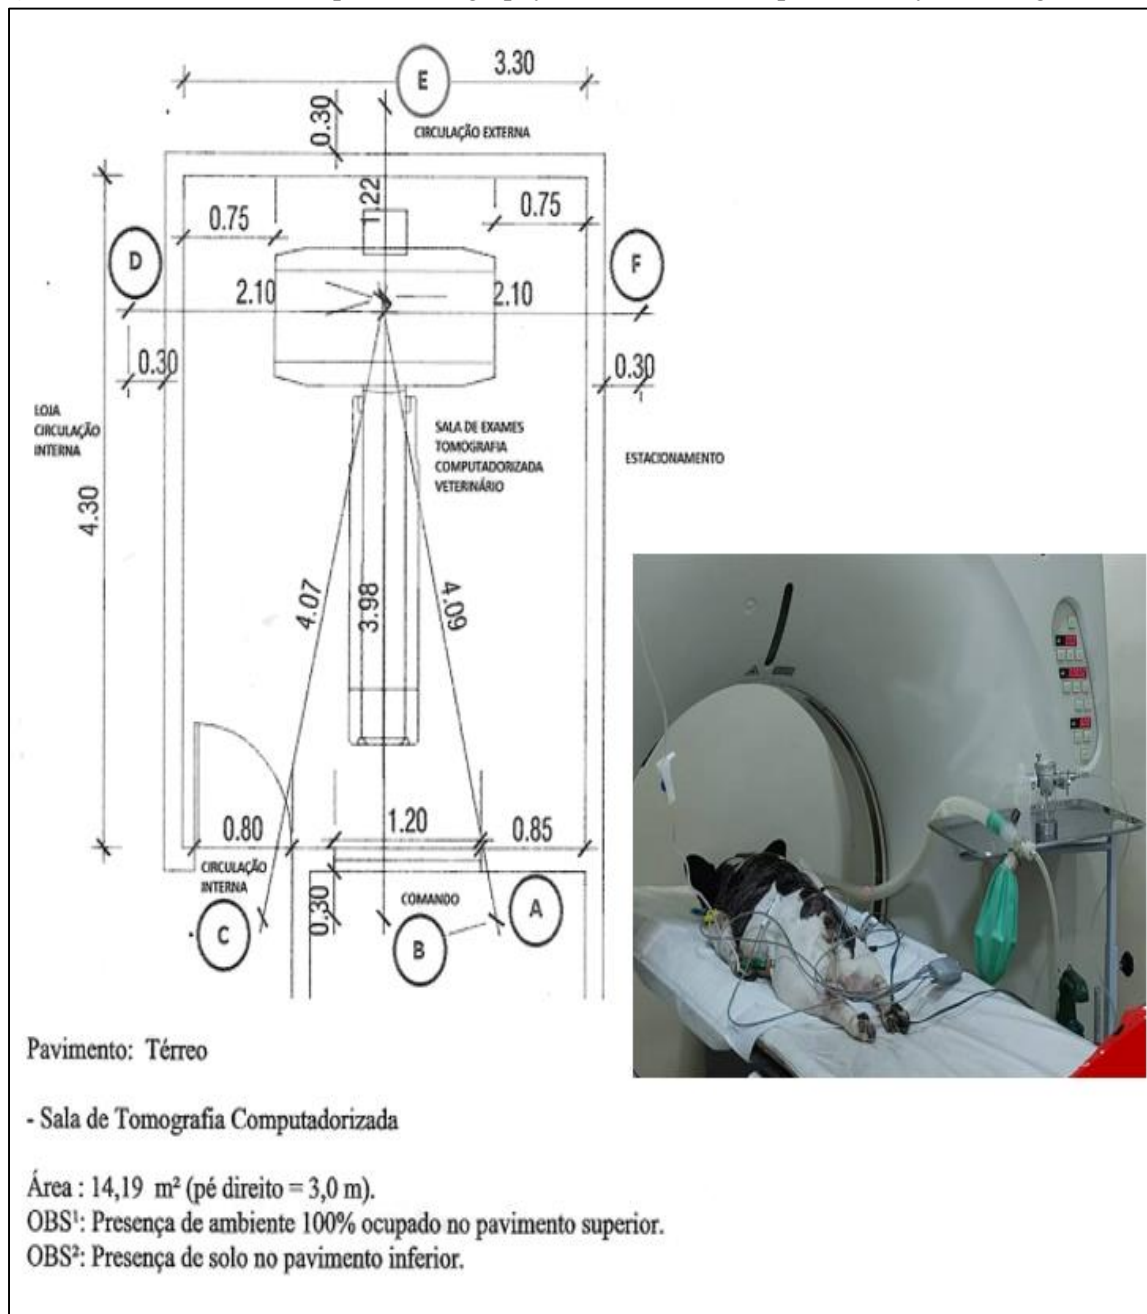 E
3.30
0.30
CIRCULAÇÃO EXTERNA
1.22
0.75
0.75
D
F
2.10
2.10
0.30
0.30
LOJA
CIRCULAÇÃO
INTERNA
SALA DE EXAMES
TOMOGRAFIA
COMPUTADORIZADA
VETERINÁRIO
ESTACIONAMENTO
4.30
4.07
3.98
4.09
0.80
1.20
0.85
CIRCULAÇÃO
INTERNA
0.30
COMANDO
A
C
B
Pavimento: Térreo
- Sala de Tomografia Computadorizada
Área : 14,19 m² (pé direito = 3,0 m).
OBS¹: Presença de ambiente 100% ocupado no pavimento superior.
OBS²: Presença de solo no pavimento inferior.